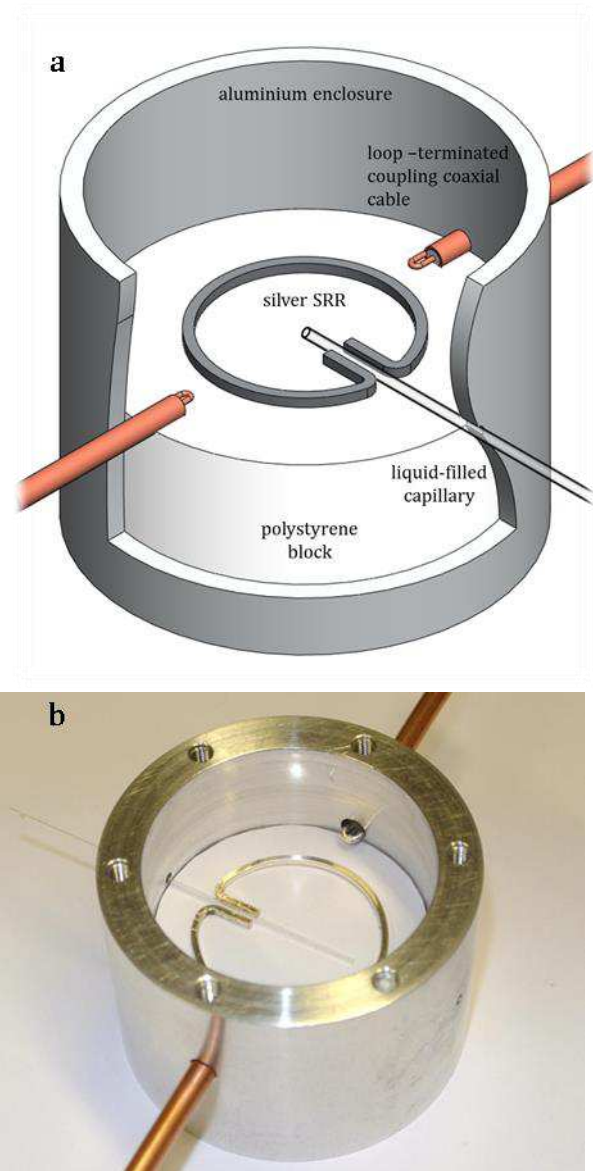 a
aluminium enclosure
loop –terminated
coupling coaxial
cable
silver SRR
liquid-filled
capillary
polystyrene
block
b